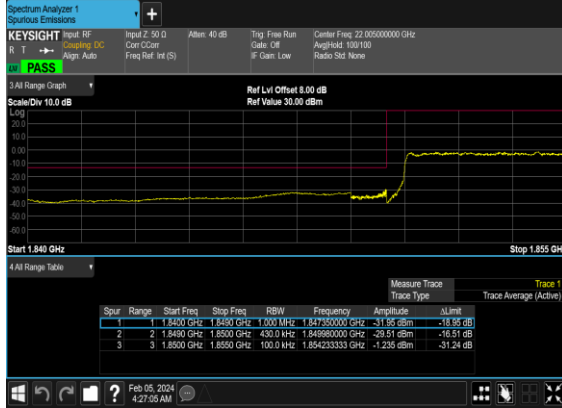 Spectrum Analyzer 1
Spurious Emissions
KEYSIGHT
R T
PASS
Input: RF
Coupling: DC
Align: Auto
Input Z: 50 Ω
Corr CCorr
Freq Ref: Int (S)
Atten: 40 dB
Trig: Free Run
Gate: Off
IF Gain: Low
Center Freq: 22.005000000 GHz
Avg|Hold: 100/100
Radio Std: None
3 All Range Graph
Scale/Div 10.0 dB
Ref Lvl Offset 8.00 dB
Ref Value 30.00 dBm
Log
20.0
10.0
0.00
-10.0
-20.0
-30.0
-40.0
-50.0
-60.0
Start 1.840 GHz
Stop 1.855 GH
4 All Range Table
Measure Trace Trace 1
Trace Type Trace Average (Active)
Spur Range Start Freq Stop Freq RBW Frequency Amplitude ΔLimit
1 1 1.8400 GHz 1.8490 GHz 1.000 MHz 1.847350000 GHz -31.95 dBm -18.95 dB
2 2 1.8490 GHz 1.8500 GHz 430.0 kHz 1.849980000 GHz -29.51 dBm -16.51 dB
3 3 1.8500 GHz 1.8550 GHz 100.0 kHz 1.854233333 GHz -1.235 dBm -31.24 dB
Feb 05, 2024
4:27:05 AM